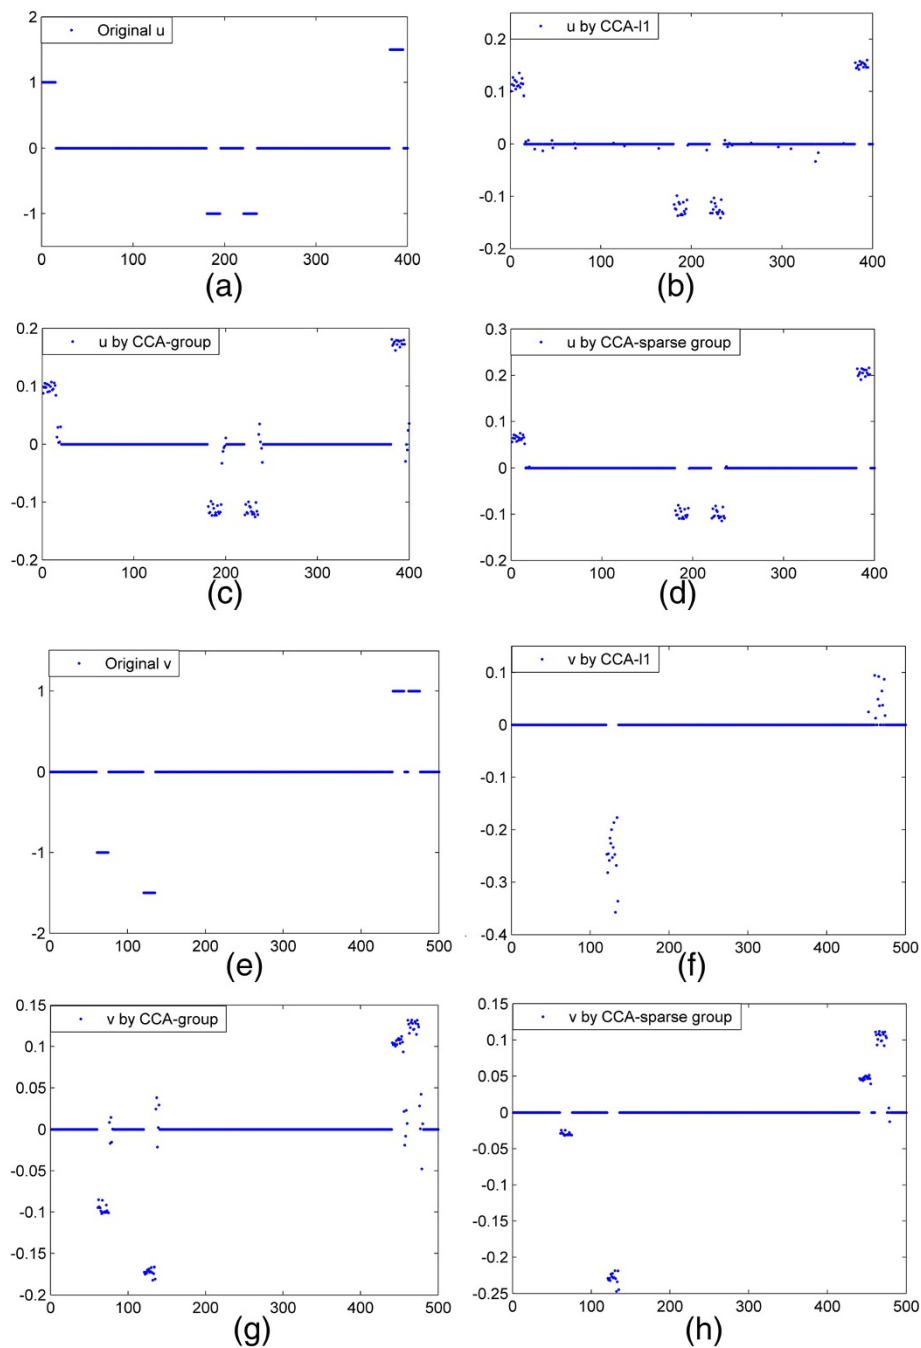 Original u
2
1
0
-1
0 100 200 300 400
(a)
u by CCA-l1
0.2
0.1
0
-0.1
-0.2
0 100 200 300 400
(b)
u by CCA-group
0.2
0.1
0
-0.1
-0.2
0 100 200 300 400
(c)
u by CCA-sparse group
0.3
0.2
0.1
0
-0.1
-0.2
0 100 200 300 400
(d)
Original v
1
0
-1
-2
0 100 200 300 400 500
(e)
v by CCA-l1
0.1
0
-0.1
-0.2
-0.3
-0.4
0 100 200 300 400 500
(f)
v by CCA-group
0.15
0.1
0.05
0
-0.05
-0.1
-0.15
-0.2
0 100 200 300 400 500
(g)
v by CCA-sparse group
0.15
0.1
0.05
0
-0.05
-0.1
-0.15
-0.2
-0.25
0 100 200 300 400 500
(h)